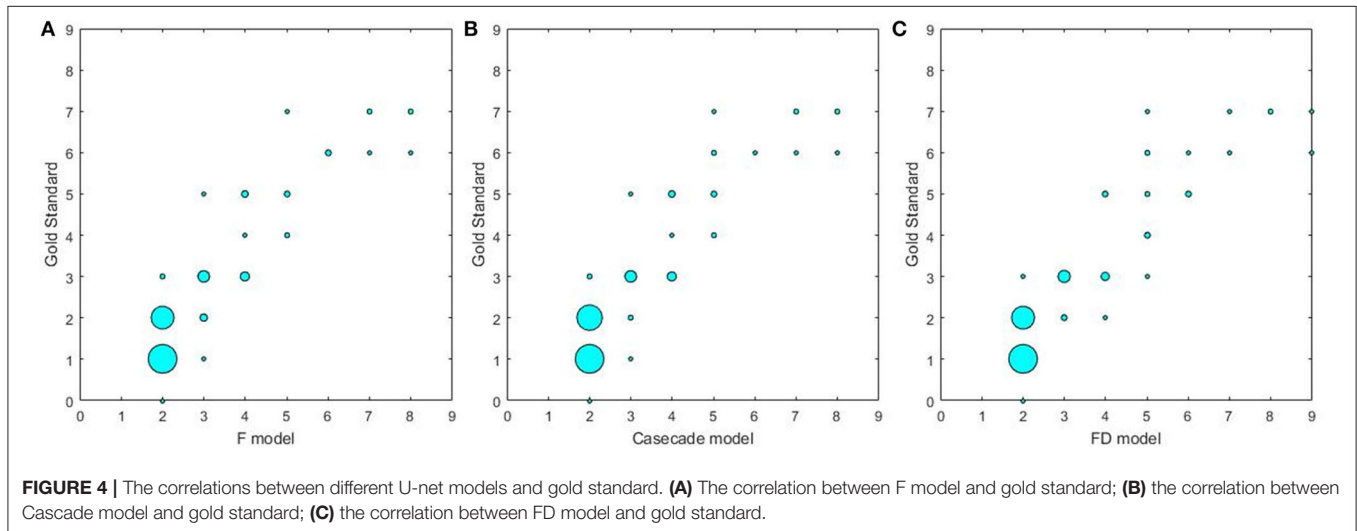 A
9
8
7
6
5
4
3
2
1
0
Gold Standard
0 1 2 3 4 5 6 7 8 9
F model
B
9
8
7
6
5
4
3
2
1
0
Gold Standard
0 1 2 3 4 5 6 7 8 9
Casecade model
C
9
8
7
6
5
4
3
2
1
0
Gold Standard
0 1 2 3 4 5 6 7 8 9
FD model
FIGURE 4 | The correlations between different U-net models and gold standard. (A) The correlation between F model and gold standard; (B) the correlation between
Cascade model and gold standard; (C) the correlation between FD model and gold standard.